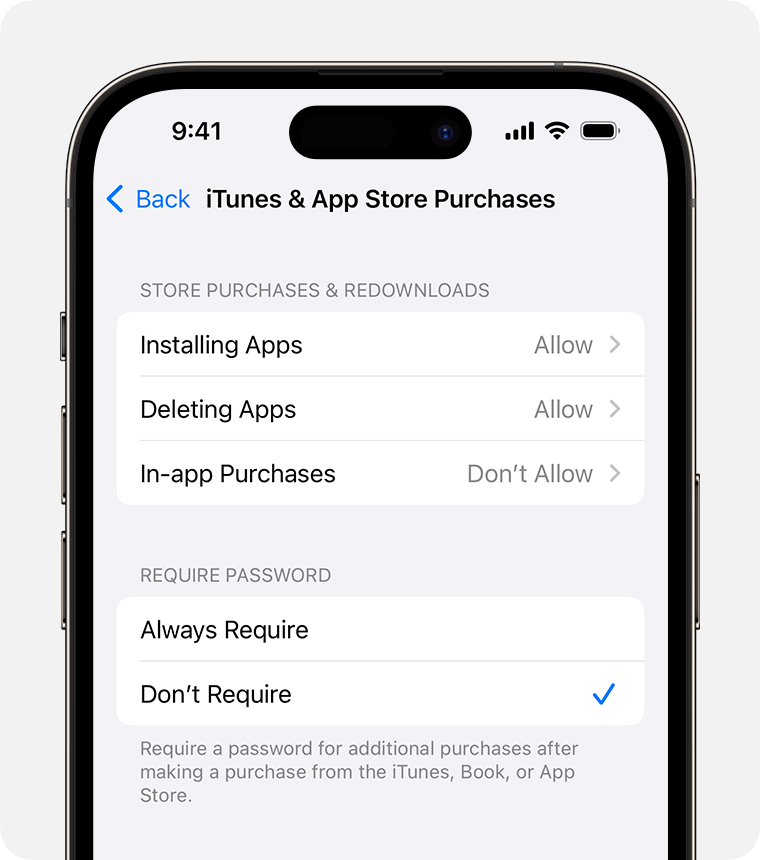 9:41
Back iTunes & App Store Purchases
STORE PURCHASES & REDOWNLOADS
Installing Apps Allow
Deleting Apps Allow
In-app Purchases Don’t Allow
REQUIRE PASSWORD
Always Require
Don’t Require
Require a password for additional purchases after
making a purchase from the iTunes, Book, or App
Store.